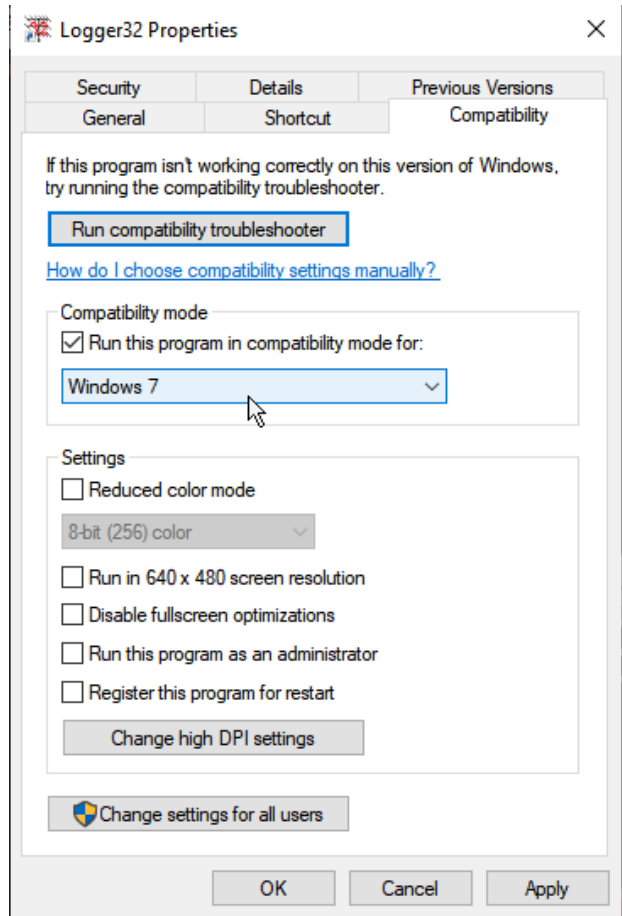 Logger32 Properties
Security
Details
Previous Versions
General
Shortcut
Compatibility
If this program isn't working correctly on this version of Windows,
try running the compatibility troubleshooter.
Run compatibility troubleshooter
How do I choose compatibility settings manually?
Compatibility mode
Run this program in compatibility mode for:
Windows 7
Settings
Reduced color mode
8-bit (256) color
Run in 640 x 480 screen resolution
Disable fullscreen optimizations
Run this program as an administrator
Register this program for restart
Change high DPI settings
Change settings for all users
OK
Cancel
Apply